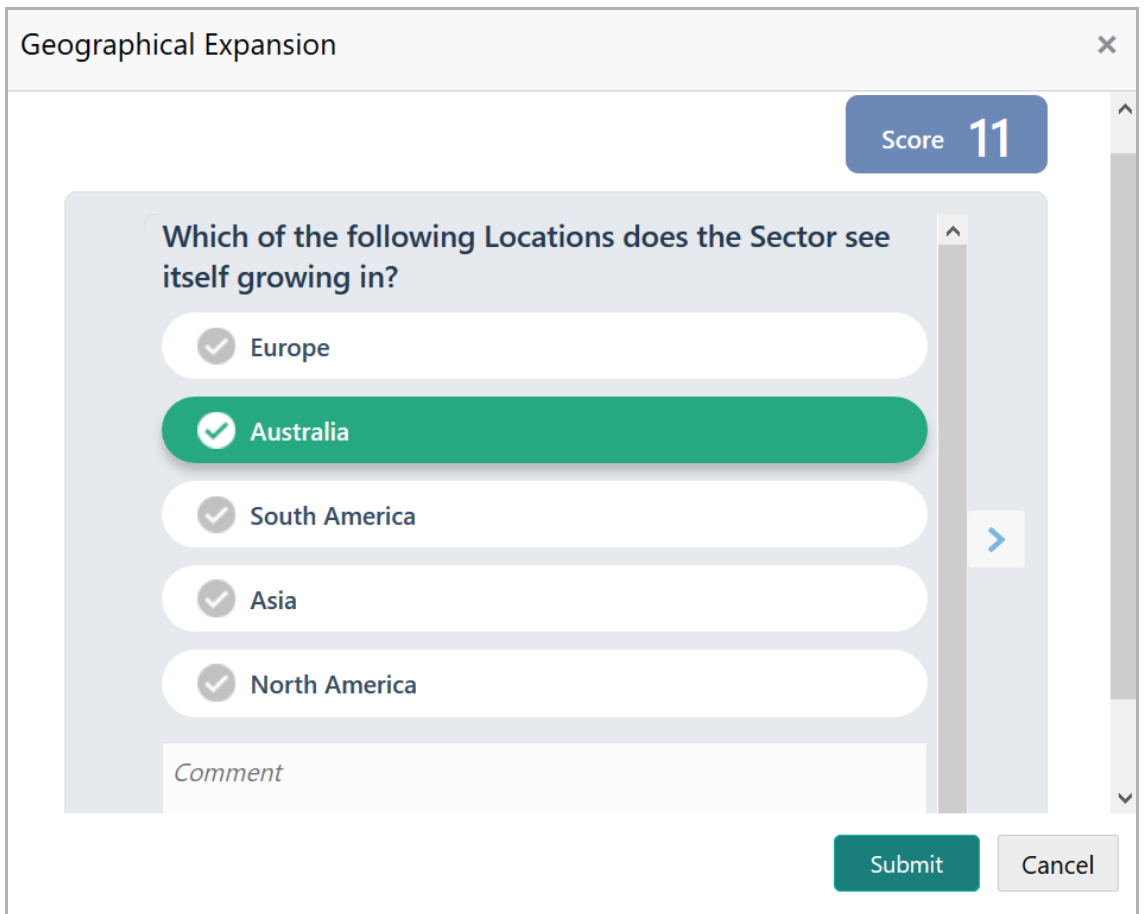 Geographical Expansion
Score 11
Which of the following Locations does the Sector see
itself growing in?
Europe
Australia
South America
Asia
North America
Comment
Submit
Cancel